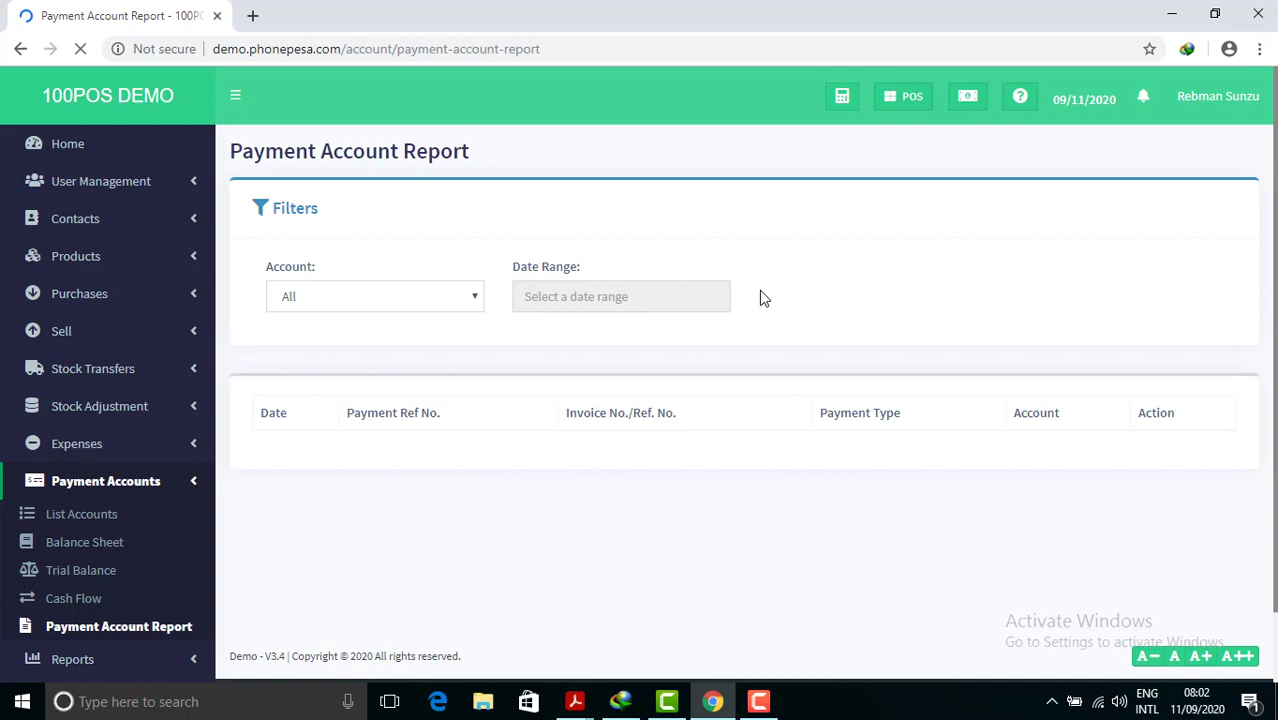 Payment Account Report - 100PC
Not secure | demo.phonepesa.com/account/payment-account-report
100POS DEMO
POS
09/11/2020
Rebman Sunzu
Home
User Management
Contacts
Products
Purchases
Sell
Stock Transfers
Stock Adjustment
Expenses
Payment Accounts
List Accounts
Balance Sheet
Trial Balance
Cash Flow
Payment Account Report
Reports
Payment Account Report
Filters
Account:
Date Range:
All
Select a date range
Date
Payment Ref No.
Invoice No./Ref. No.
Payment Type
Account
Action
Activate Windows
Go to Settings to activate Windows.
Demo - V3.4 | Copyright © 2020 All rights reserved.
A− A A+ A++
Type here to search
ENG
INTL
08:02
11/09/2020
1